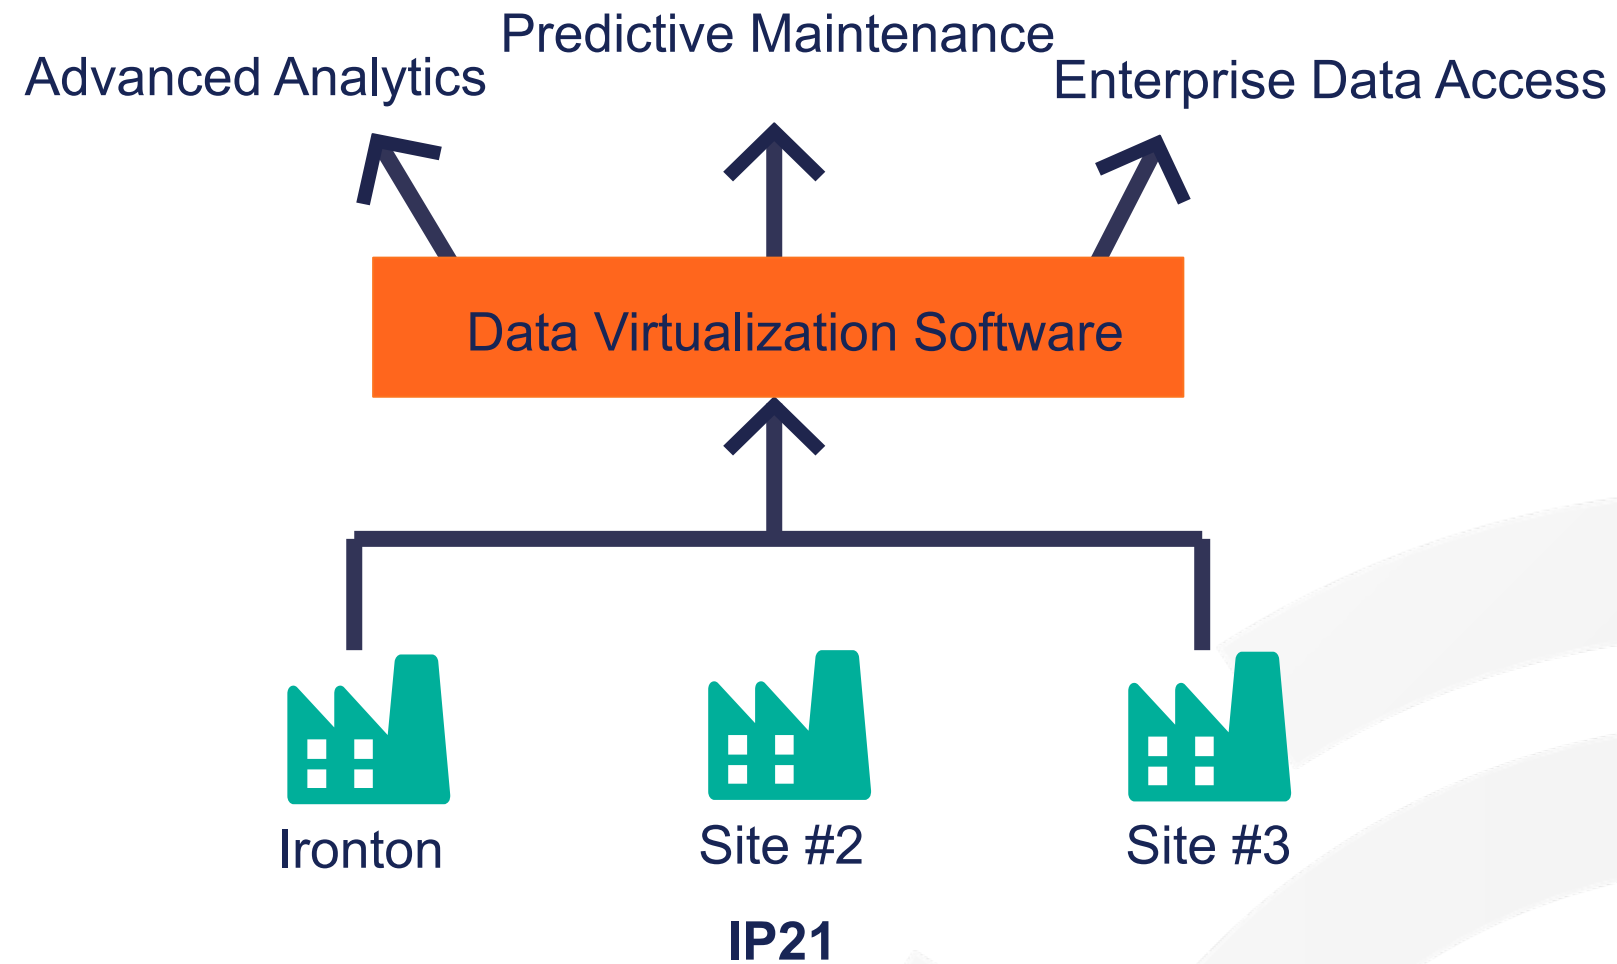 Predictive Maintenance
Advanced Analytics
Enterprise Data Access
Data Virtualization Software
Ironton
Site #2
Site #3
IP21